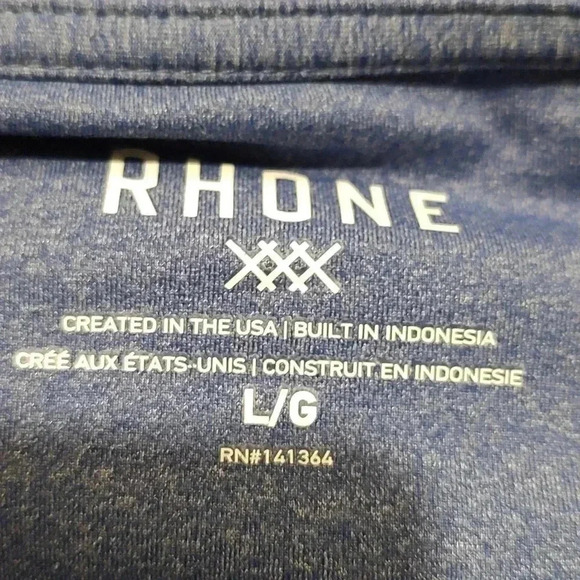 RHONE
CREATED IN THE USA | BUILT IN INDONESIA
CRÉÉ AUX ÉTATS-UNIS | CONSTRUIT EN INDONESIE
L/G
RN#141364